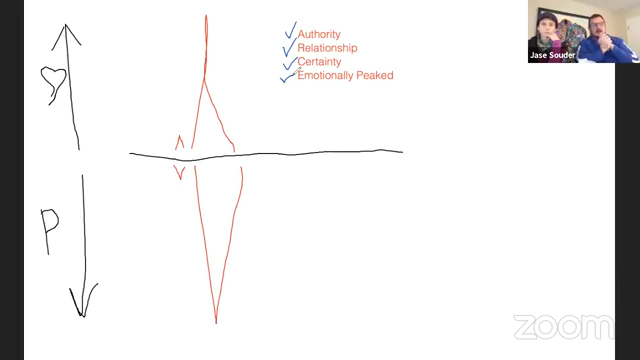 Authority
Relationship
Certainty
Emotionally Peaked
Jase Souder
P
zoom